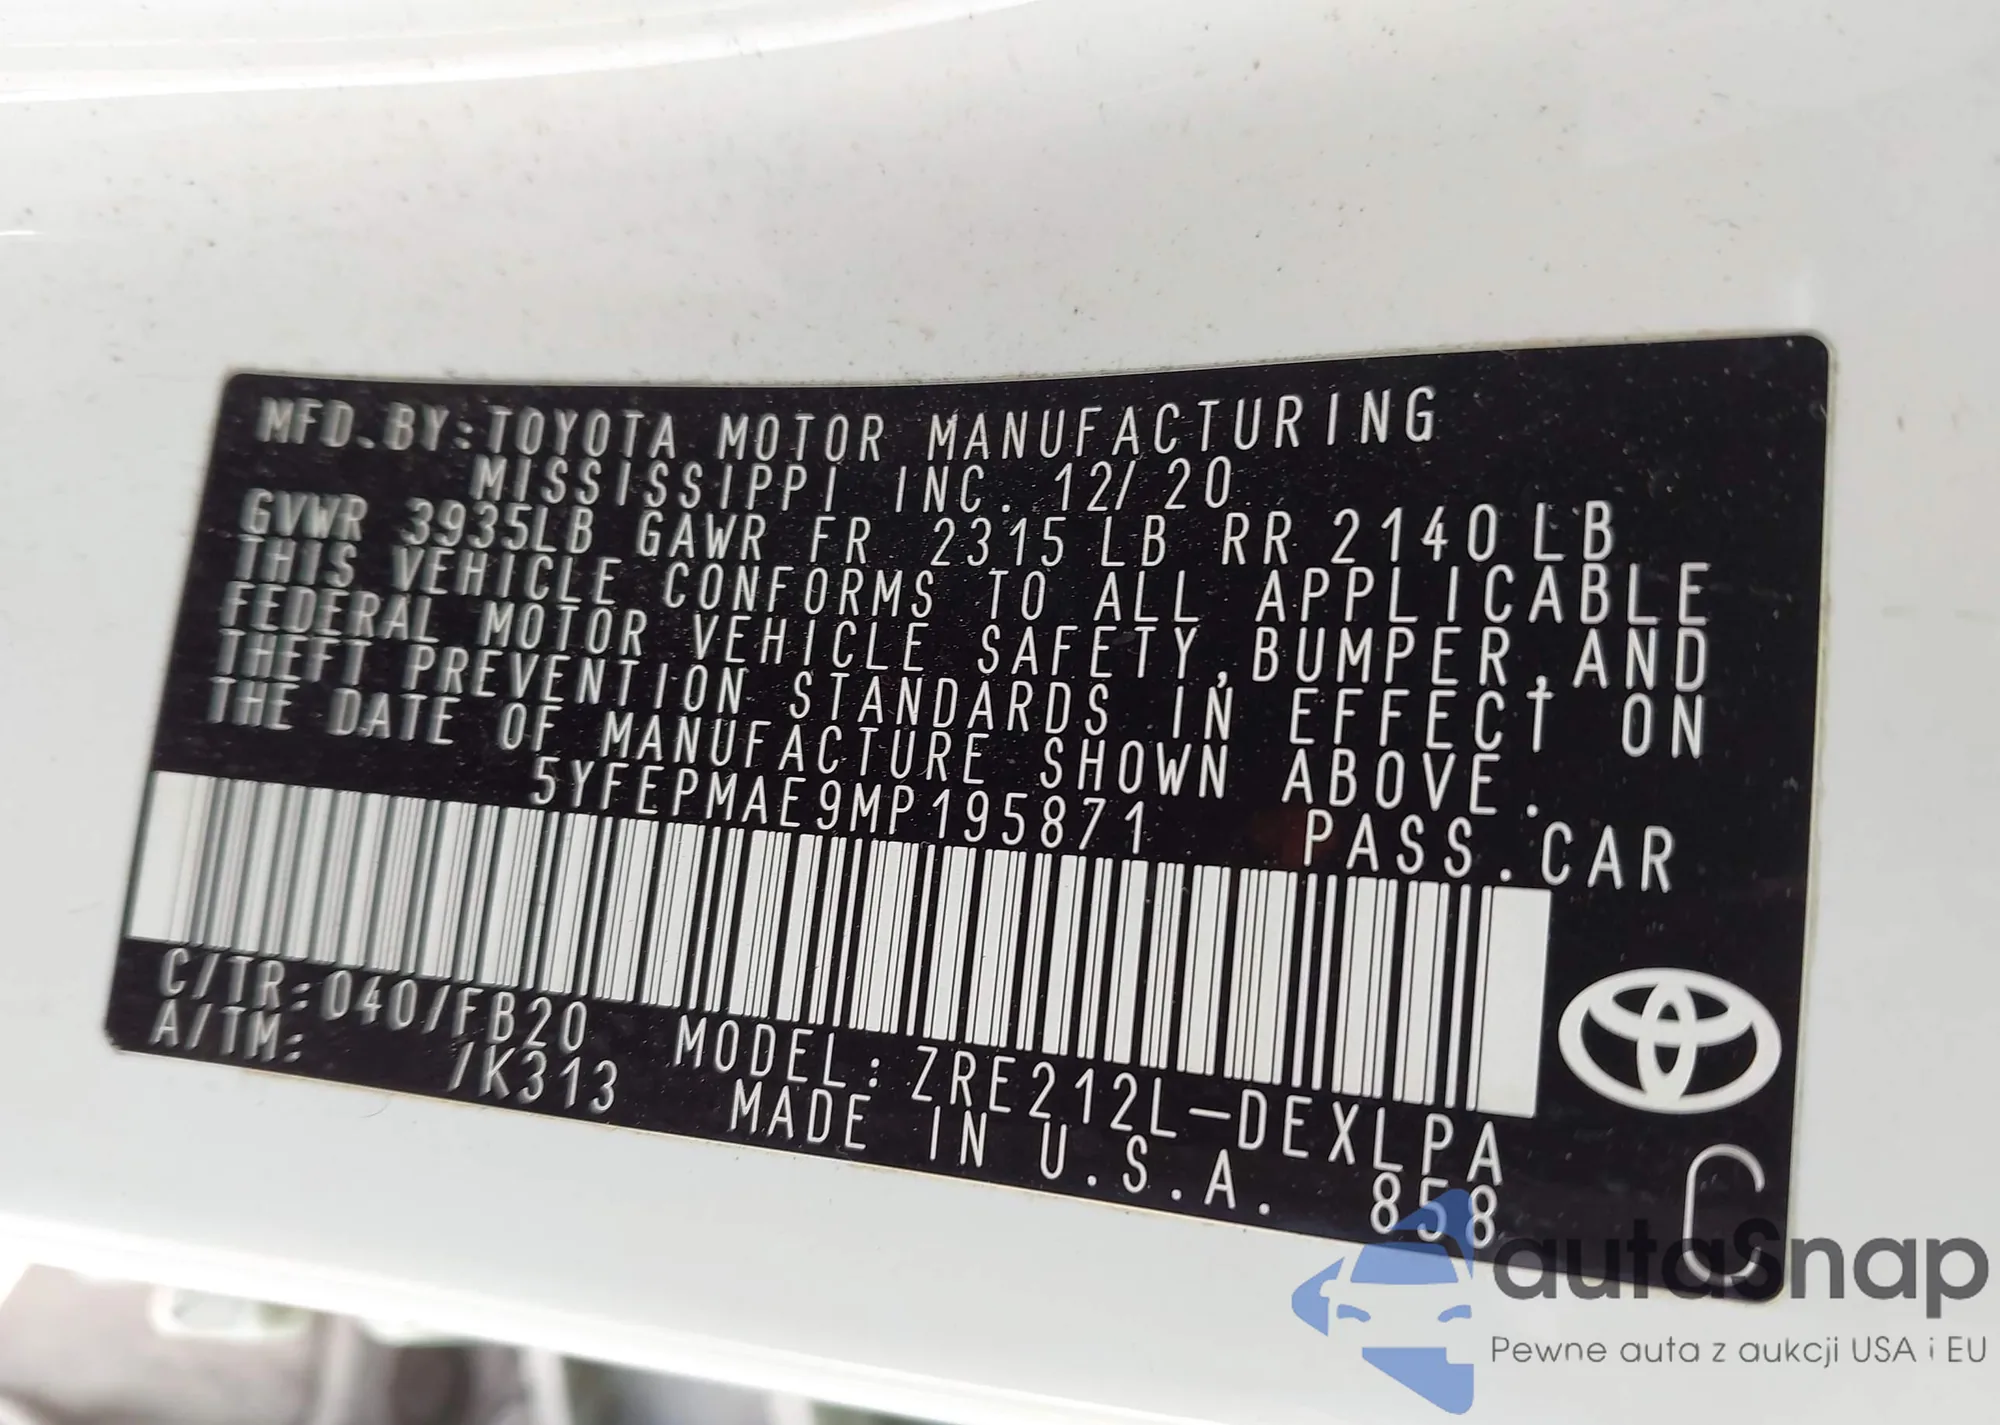 MFD.BY:TOYOTA MOTOR MANUFACTURING
MISSISSIPPI INC. 12/20
GVWR 3935LB GAWR FR 2315 LB RR 2140 LB
THIS VEHICLE CONFORMS TO ALL APPLICABLE
FEDERAL MOTOR VEHICLE SAFETY,BUMPER,AND
THEFT PREVENTION STANDARDS IN EFFECT ON
THE DATE OF MANUFACTURE SHOWN ABOVE.
5YFEPMAE9MP195871 PASS.CAR
C/TR:040/FB20 MODEL:ZRE212L-DEXLPA
A/TM: /K313 MADE IN U.S.A. 858
C
autaSnap
Pewne auta z aukcji USA i EU